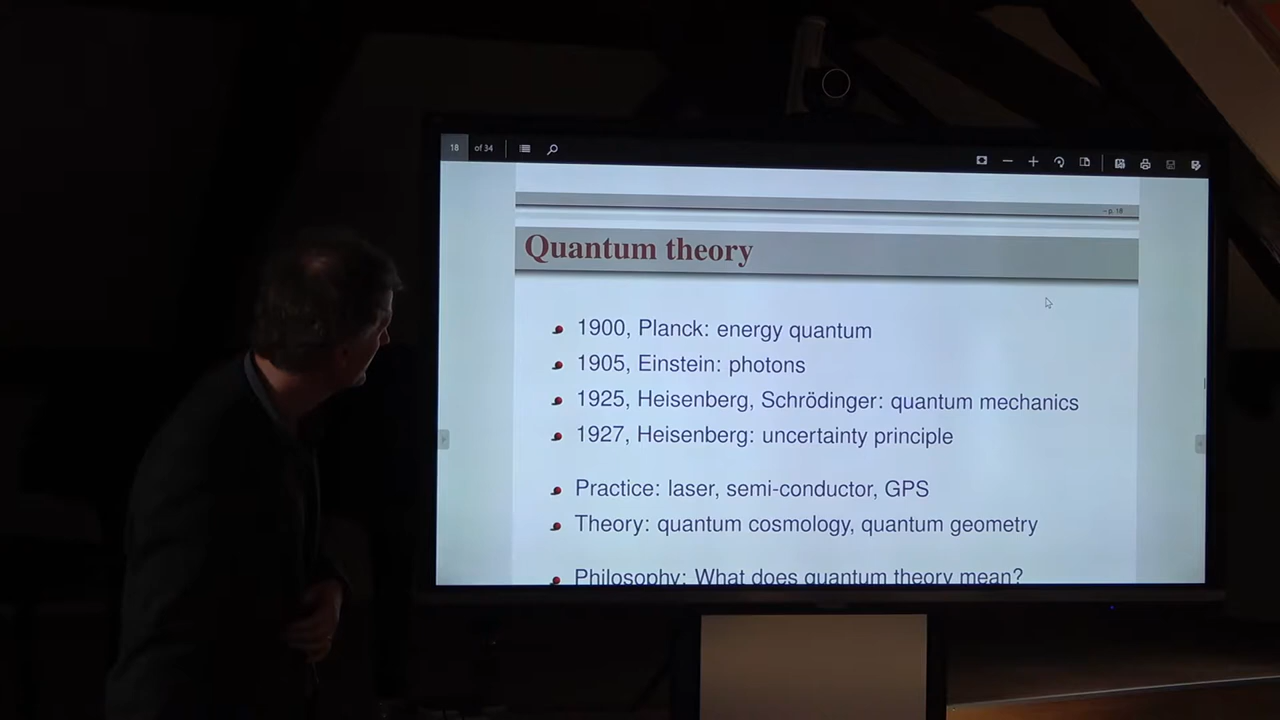 18 of 34
- p. 18
Quantum theory
1900, Planck: energy quantum
1905, Einstein: photons
1925, Heisenberg, Schrödinger: quantum mechanics
1927, Heisenberg: uncertainty principle
Practice: laser, semi-conductor, GPS
Theory: quantum cosmology, quantum geometry
Philosophy: What does quantum theory mean?